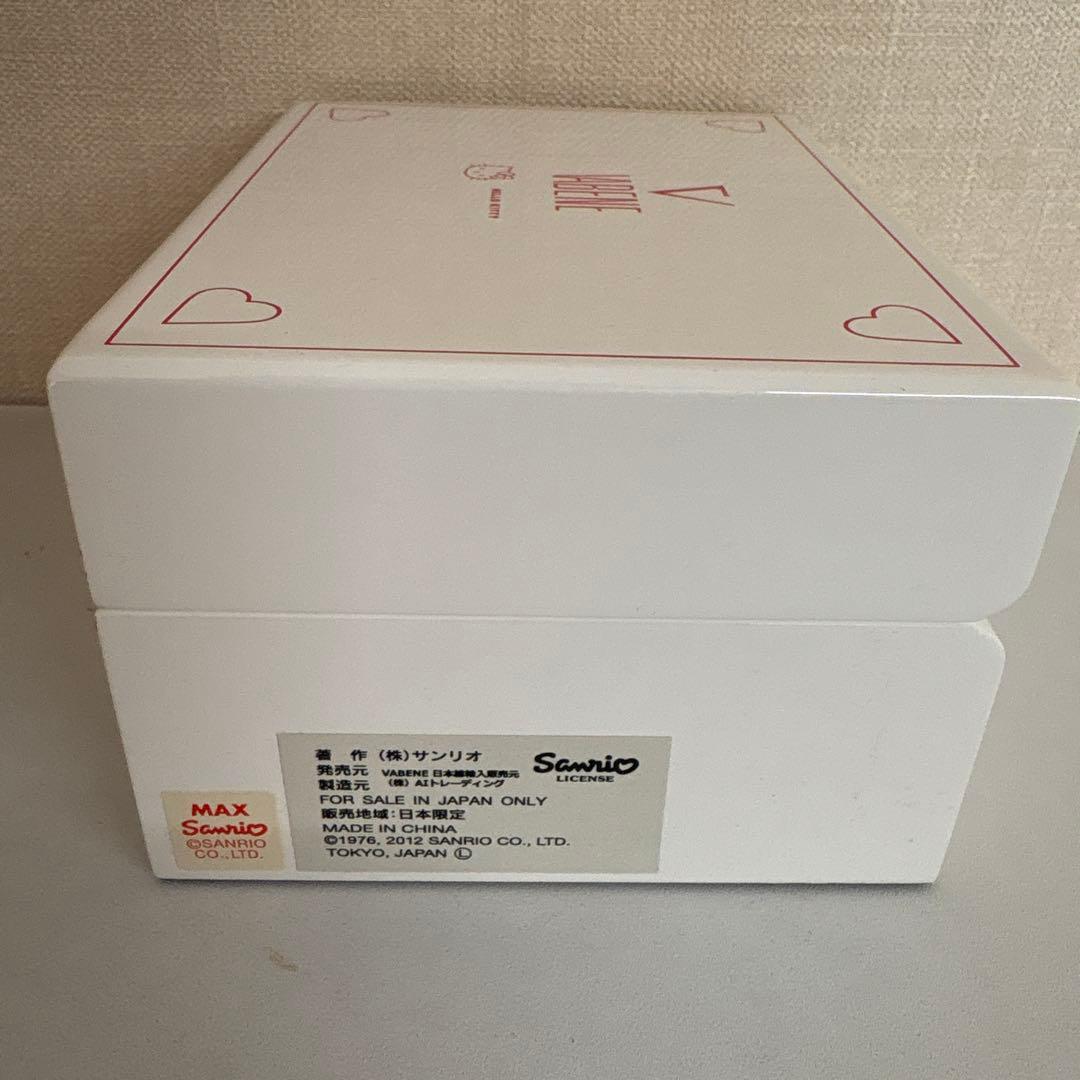 VABENE
HELLO KITTY
著 作 (株)サンリオ
発売元 VABENE 日本総輸入販売元
製造元 (株) AIトレーディング
Sanrio
LICENSE
FOR SALE IN JAPAN ONLY
販売地域:日本限定
MADE IN CHINA
©1976, 2012 SANRIO CO., LTD.
TOKYO, JAPAN Ⓛ
MAX
Sanrio
©SANRIO
CO., LTD.